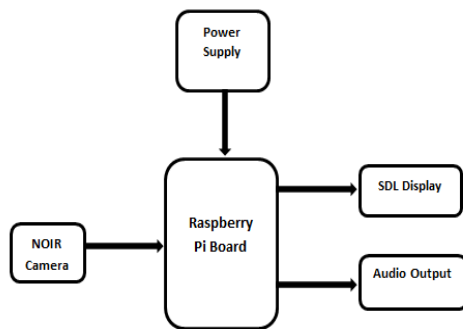 Power
Supply
SDL Display
Raspberry
Pi Board
NOIR
Camera
Audio Output